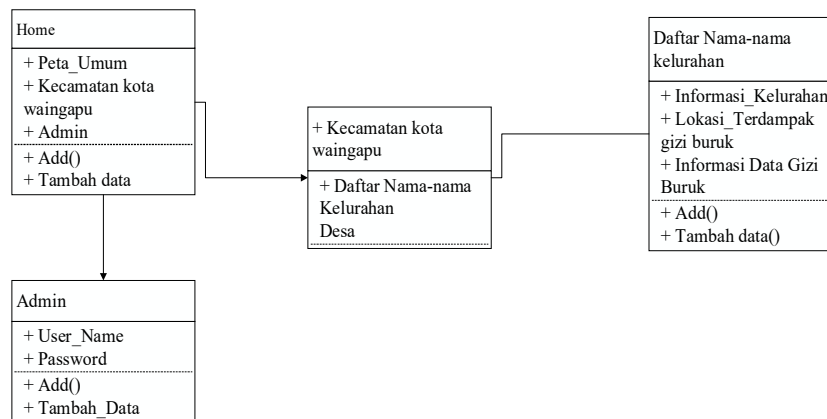 Home
+ Peta_Umum
+ Kecamatan kota
waingapu
+ Admin
+ Add()
+ Tambah data
+ Kecamatan kota
waingapu
+ Daftar Nama-nama
Kelurahan
Desa
Daftar Nama-nama
kelurahan
+ Informasi_Kelurahan
+ Lokasi_Terdampak
gizi buruk
+ Informasi Data Gizi
Buruk
+ Add()
+ Tambah data()
Admin
+ User_Name
+ Password
+ Add()
+ Tambah_Data